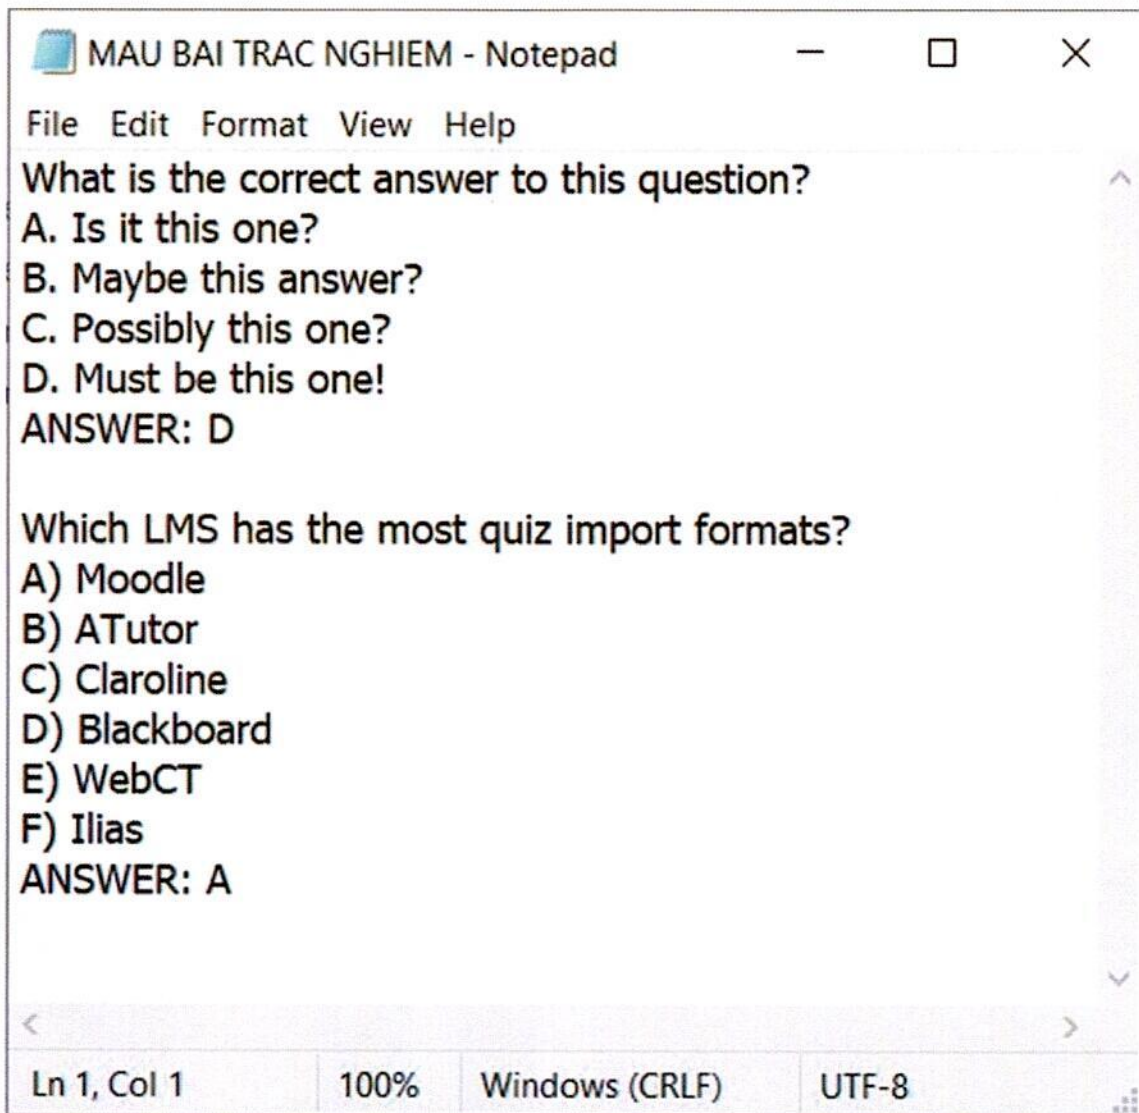 MAU BAI TRAC NGHIEM - Notepad
File Edit Format View Help
What is the correct answer to this question?
A. Is it this one?
B. Maybe this answer?
C. Possibly this one?
D. Must be this one!
ANSWER: D

Which LMS has the most quiz import formats?
A) Moodle
B) ATutor
C) Claroline
D) Blackboard
E) WebCT
F) Ilias
ANSWER: A

Ln 1, Col 1 100% Windows (CRLF) UTF-8